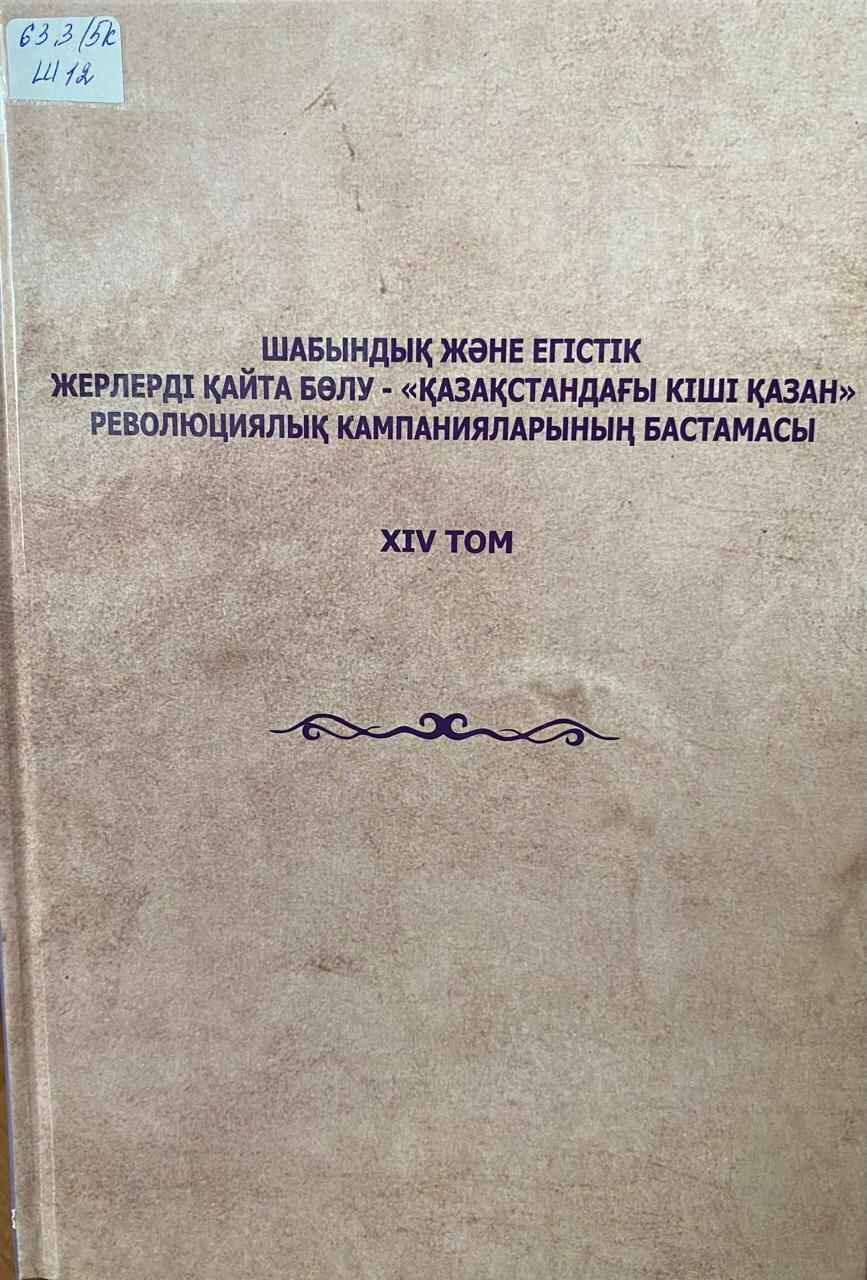 63.3/5к
Ш12
ШАБЫНДЫҚ ЖӘНЕ ЕГІСТІК
ЖЕРЛЕРДІ ҚАЙТА БӨЛУ - «ҚАЗАҚСТАНДАҒЫ КІШІ ҚАЗАН»
РЕВОЛЮЦИЯЛЫҚ КАМПАНИЯЛАРЫНЫҢ БАСТАМАСЫ
XIV ТОМ